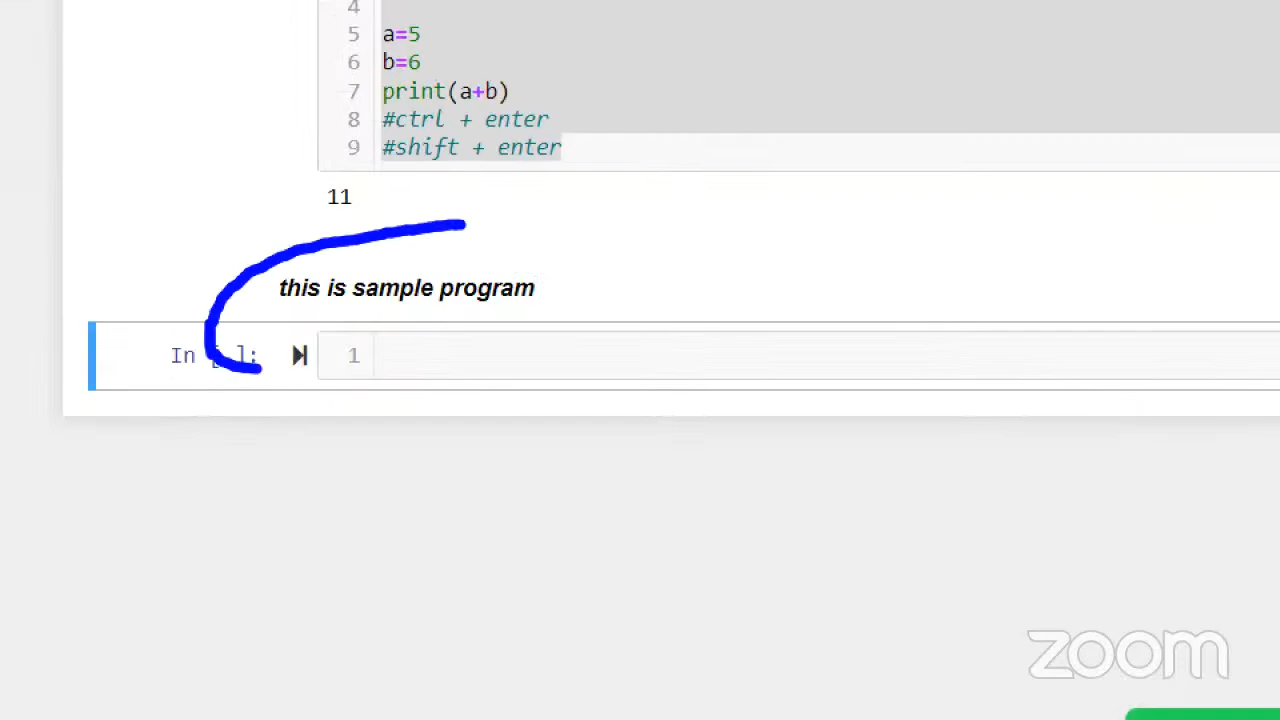 4
5 a=5
6 b=6
7 print(a+b)
8 #ctrl + enter
9 #shift + enter
11
this is sample program
In [ ]: 1
zoom